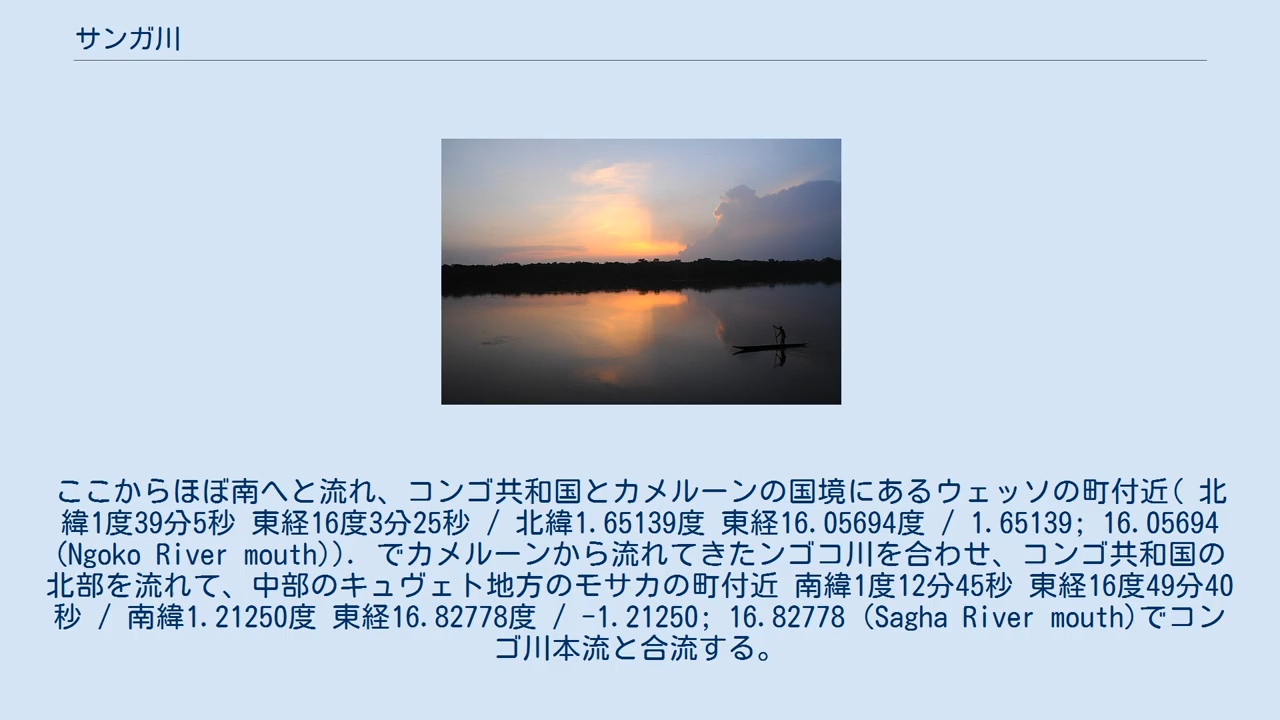 サンガ川
ここからほぼ南へと流れ、コンゴ共和国とカメルーンの国境にあるウェッソの町付近( 北
緯1度39分5秒 東経16度3分25秒 / 北緯1.65139度 東経16.05694度 / 1.65139; 16.05694
(Ngoko River mouth)). でカメルーンから流れてきたンゴコ川を合わせ、コンゴ共和国の
北部を流れて、中部のキュヴェト地方のモサカの町付近 南緯1度12分45秒 東経16度49分40
秒 / 南緯1.21250度 東経16.82778度 / -1.21250; 16.82778 (Sagha River mouth)でコン
ゴ川本流と合流する。